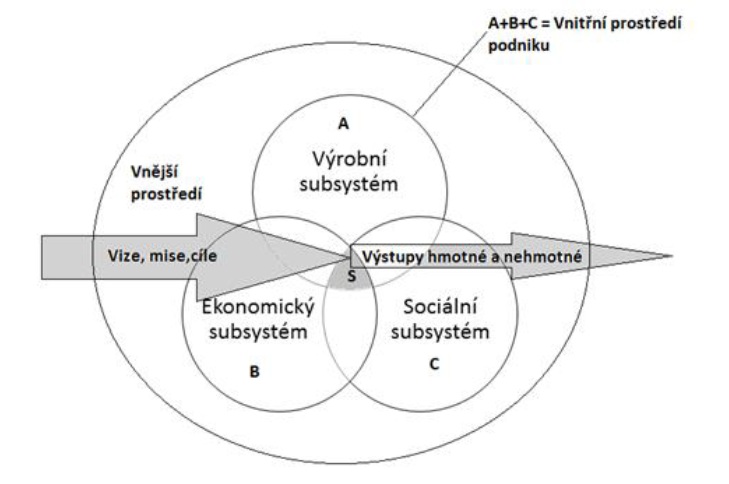 A+B+C = Vnitřní prostředí
podniku
A
Výrobní
subsystém
Vnější
prostředí
Vize, mise,cíle
Výstupy hmotné a nehmotné
S
Ekonomický
subsystém
B
Sociální
subsystém
C